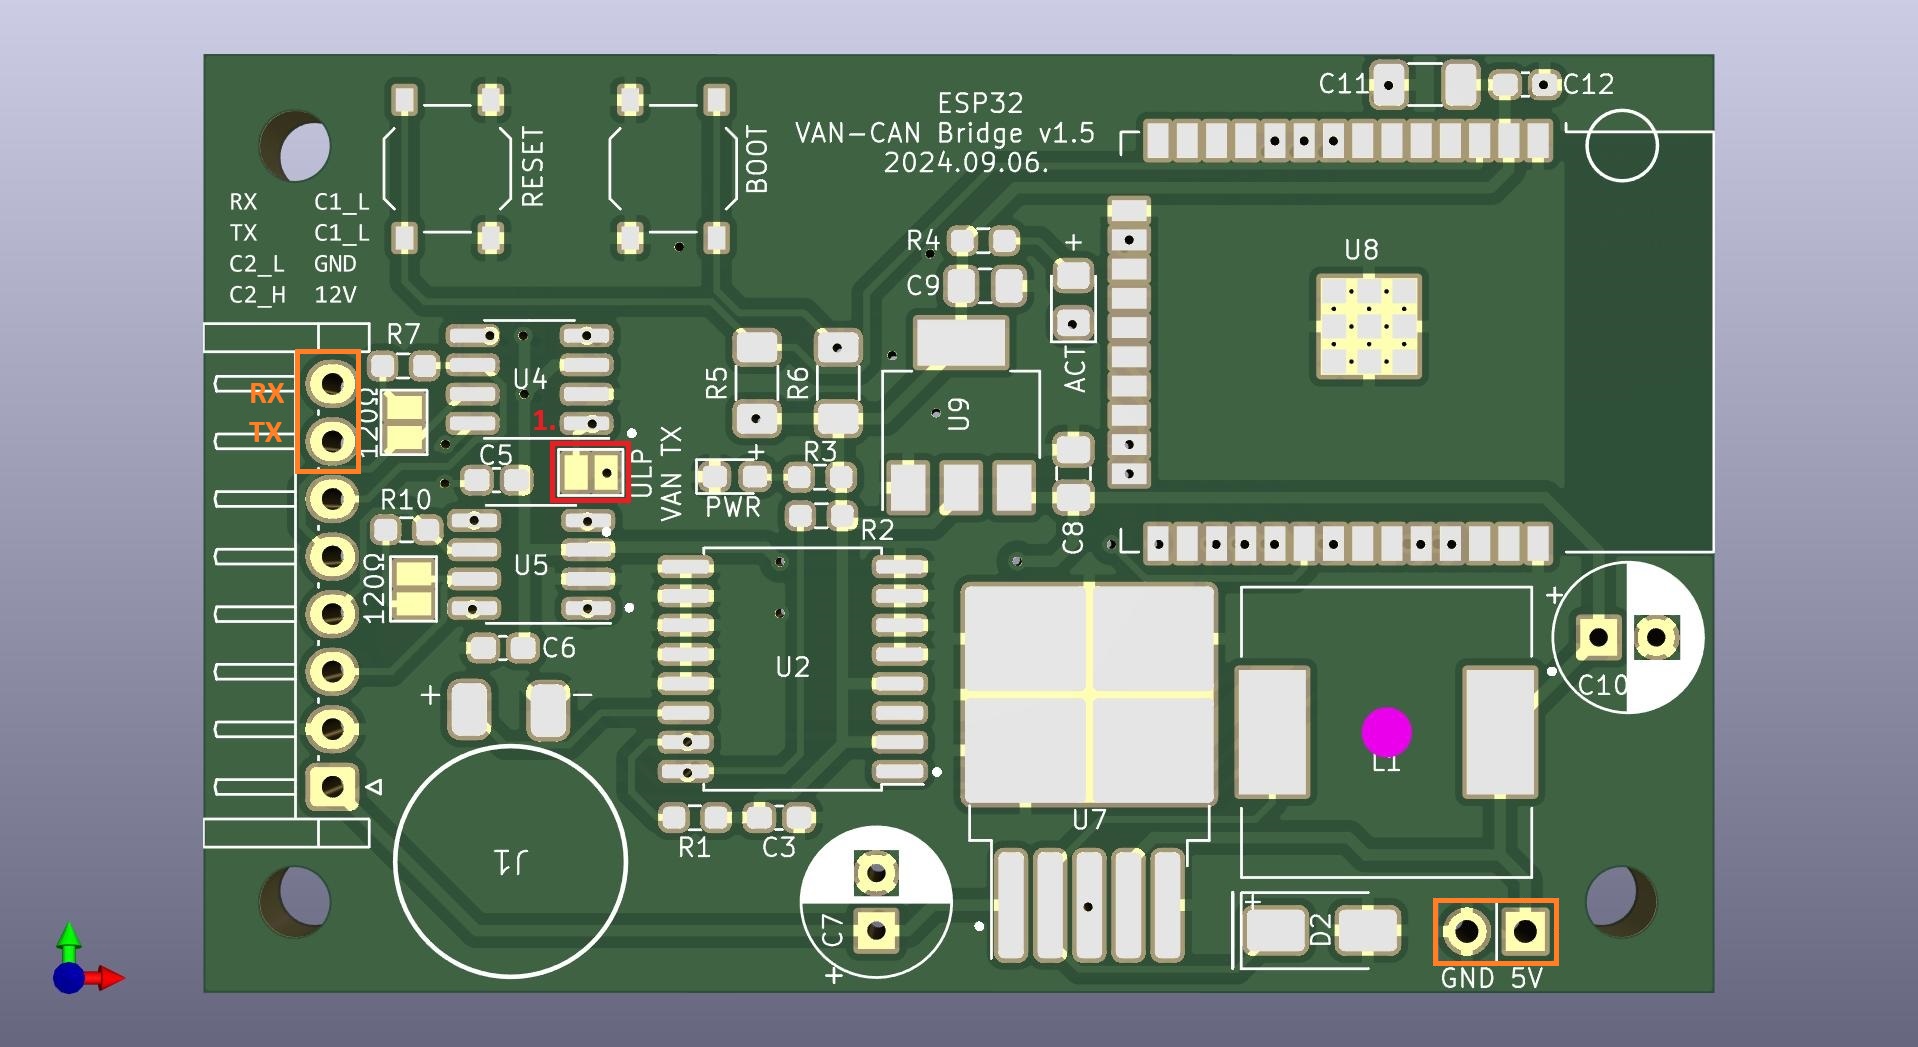 C11
C12
ESP32
VAN-CAN Bridge v1.5
2024.09.06.
RESET
BOOT
RX C1_L
TX C1_L
C2_L GND
C2_H 12V
R4
+
U8
C9
R7
ACT
RX
U4
R5
R6
U9
TX
120Ω
1.
C5
ULP
VAN TX
+
R3
PWR
R10
R2
C8
U5
120Ω
+
C6
U2
C10
+
-
L1
U7
R1
C3
J1
C7
+
+
D2
GND 5V